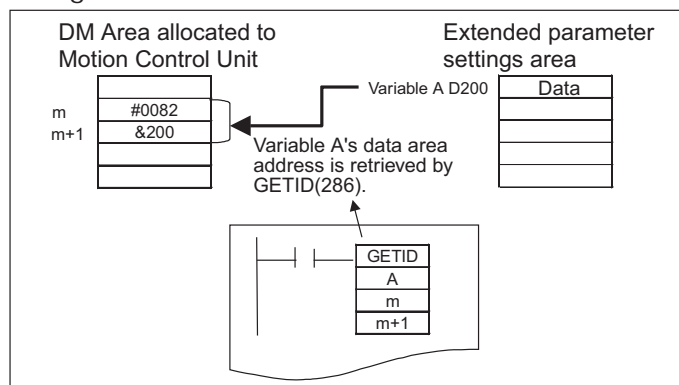 DM Area allocated to
Motion Control Unit
Extended parameter
settings area
Variable A D200
Data
m
#0082
m+1
&200
Variable A's data area
address is retrieved by
GETID(286).
GETID
A
m
m+1